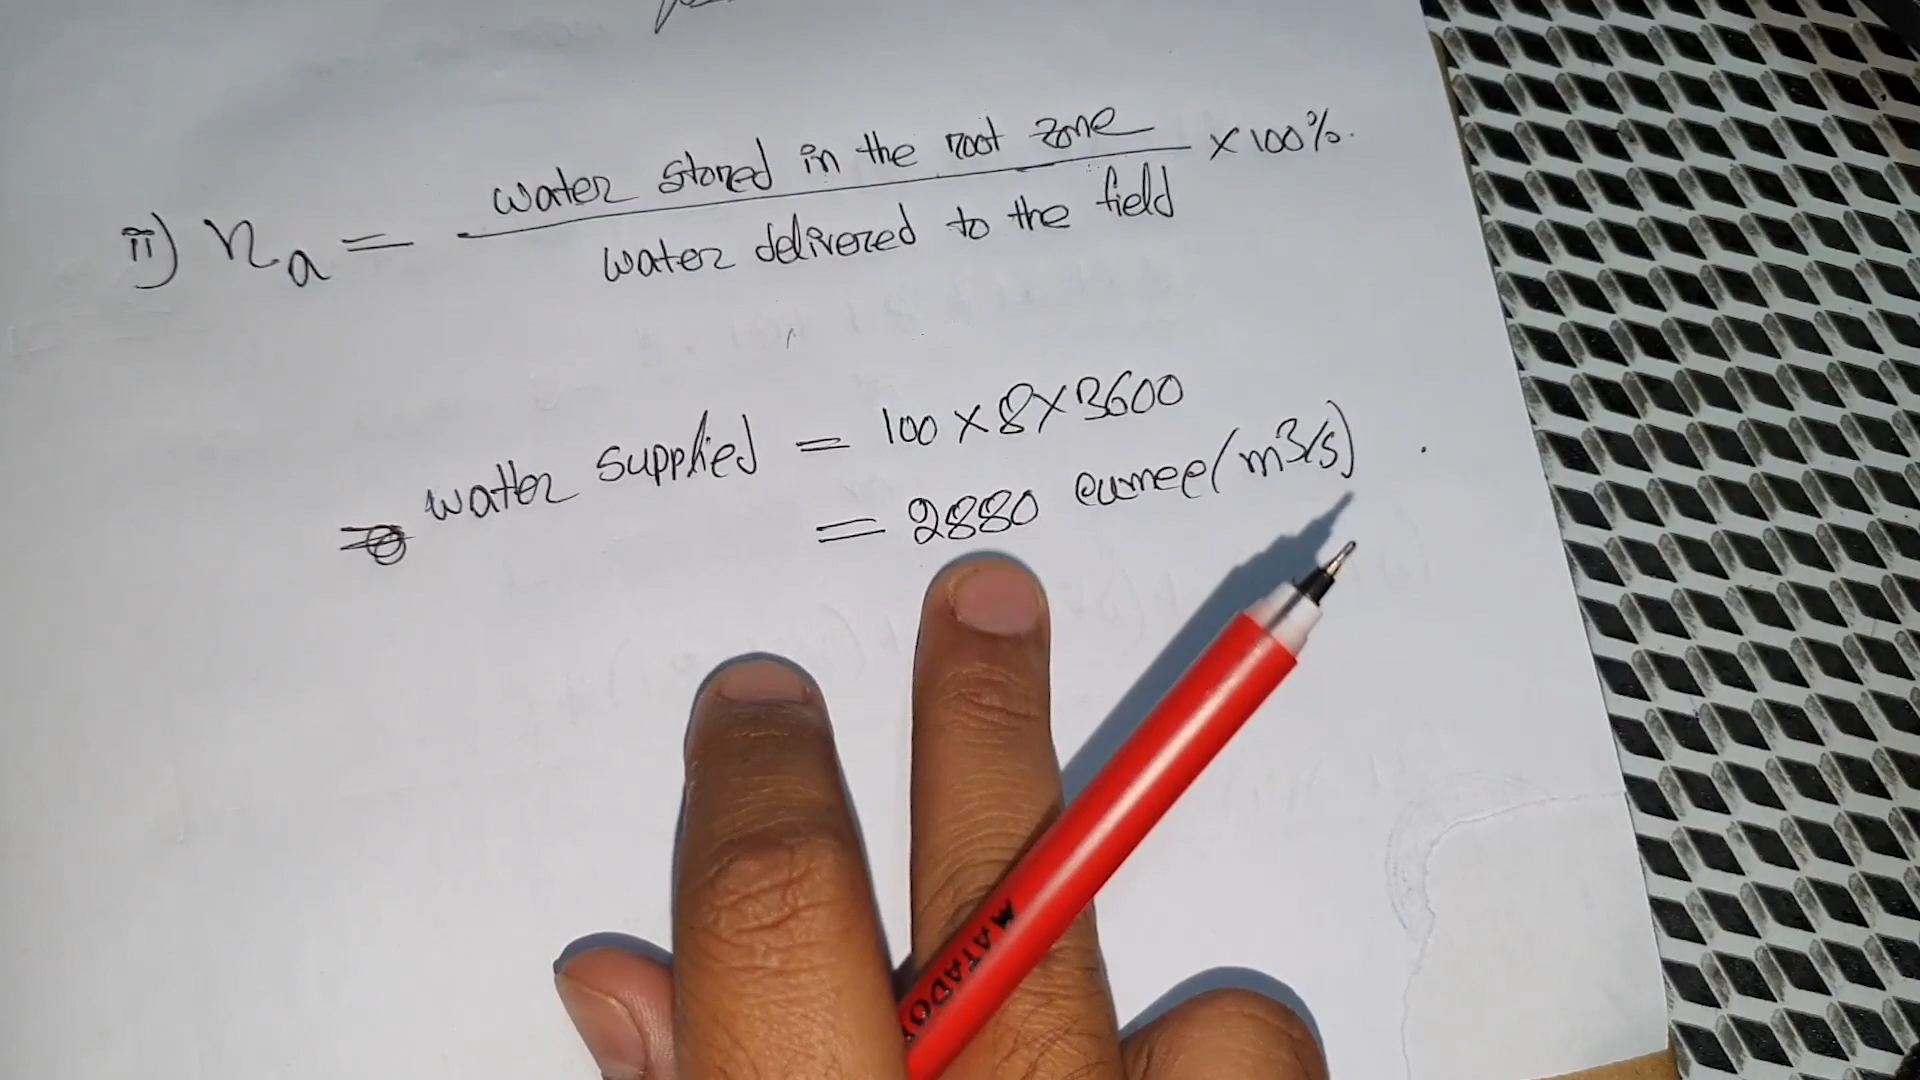 ii) ηa = water stored in the root zone / water delivered to the field × 100%.
water supplied = 100 × 8 × 3600
= 2880 cumec (m3/s)
MATADOR